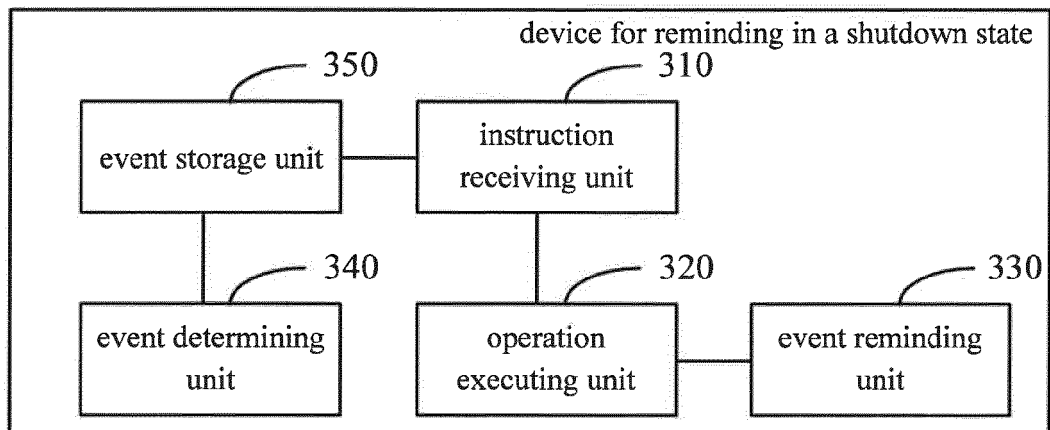 device for reminding in a shutdown state
350
310
event storage unit
instruction
receiving unit
340
320
330
event determining
unit
operation
executing unit
event reminding
unit